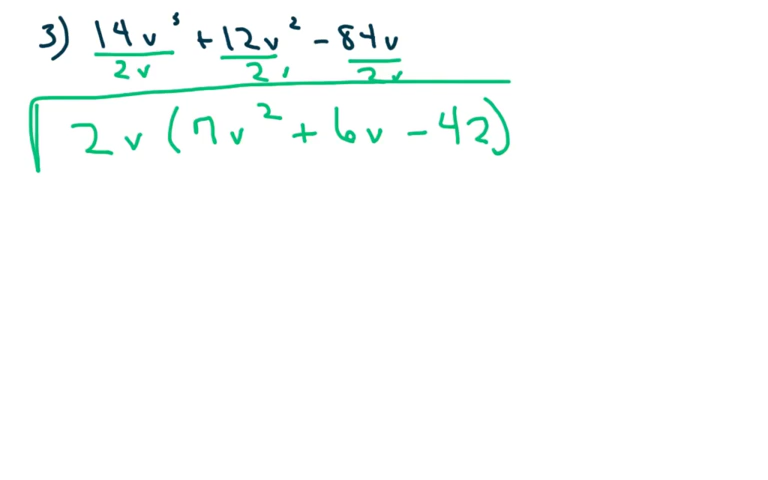 3) 14v³ + 12v² - 84v
2v 2v 2v
2v (7v² + 6v - 42)